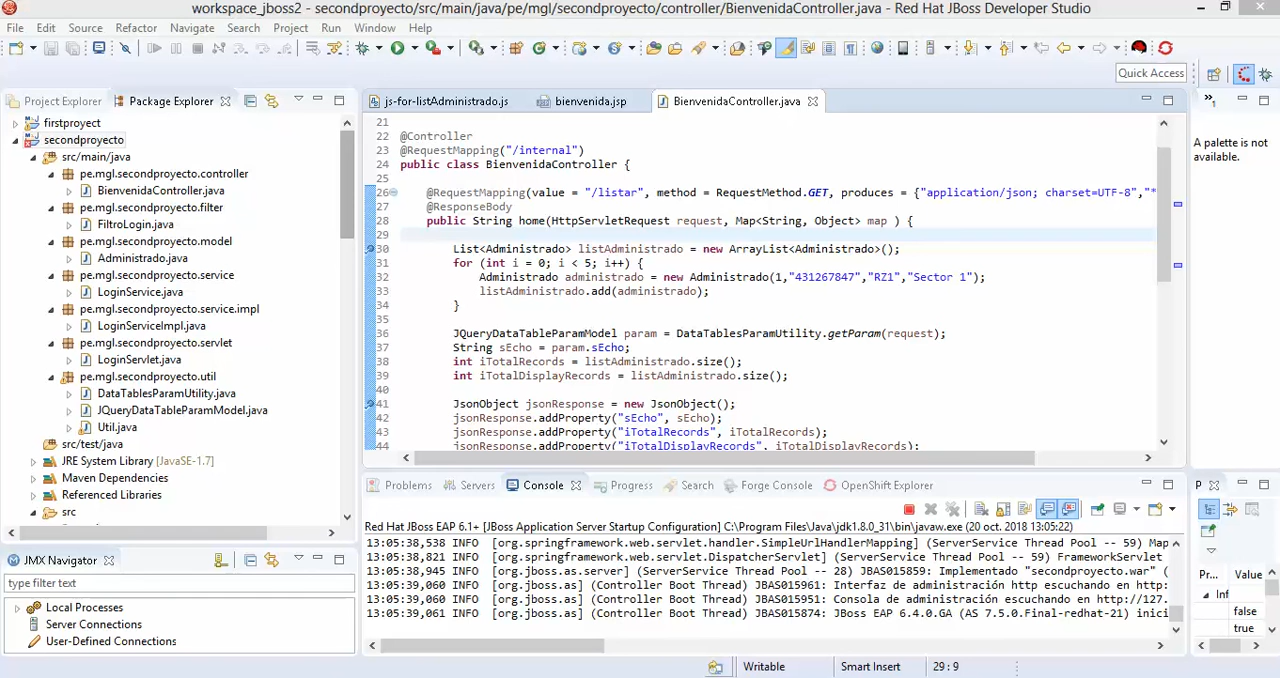 workspace_jboss2 - secondproyecto/src/main/java/pe/mgl/secondproyecto/controller/BienvenidaController.java - Red Hat JBoss Developer Studio
File Edit Source Refactor Navigate Search Project Run Window Help
Quick Access
Project Explorer Package Explorer
firstproject
secondproyecto
src/main/java
pe.mgl.secondproyecto.controller
BienvenidaController.java
pe.mgl.secondproyecto.filter
FiltroLogin.java
pe.mgl.secondproyecto.model
Administrado.java
pe.mgl.secondproyecto.service
LoginService.java
pe.mgl.secondproyecto.service.impl
LoginServiceImpl.java
pe.mgl.secondproyecto.servlet
LoginServlet.java
pe.mgl.secondproyecto.util
DataTablesParamUtility.java
JQueryDataTableParamModel.java
Util.java
src/test/java
JRE System Library [JavaSE-1.7]
Maven Dependencies
Referenced Libraries
src
JMX Navigator
type filter text
Local Processes
Server Connections
User-Defined Connections
js-for-listAdministrado.js bienvenida.jsp BienvenidaController.java
21
22 @Controller
23 @RequestMapping("/internal")
24 public class BienvenidaController {
25
26 @RequestMapping(value = "/listar", method = RequestMethod.GET, produces = {"application/json; charset=UTF-8","*
27 @ResponseBody
28 public String home(HttpServletRequest request, Map<String, Object> map ) {
29
30 List<Administrado> listAdministrado = new ArrayList<Administrado>();
31 for (int i = 0; i < 5; i++) {
32 Administrado administrado = new Administrado(1,"431267847","RZ1","Sector 1");
33 listAdministrado.add(administrado);
34 }
35
36 JQueryDataTableParamModel param = DataTablesParamUtility.getParam(request);
37 String sEcho = param.sEcho;
38 int iTotalRecords = listAdministrado.size();
39 int iTotalDisplayRecords = listAdministrado.size();
40
41 JsonObject jsonResponse = new JsonObject();
42 jsonResponse.addProperty("sEcho", sEcho);
43 jsonResponse.addProperty("iTotalRecords", iTotalRecords);
44 jsonResponse.addProperty("iTotalDisplayRecords", iTotalDisplayRecords);
A palette is not
available.
Problems Servers Console Progress Search Forge Console OpenShift Explorer
Red Hat JBoss EAP 6.1+ [JBoss Application Server Startup Configuration] C:\Program Files\Java\jdk1.8.0_31\bin\javaw.exe (20 oct. 2018 13:05:22)
13:05:38,538 INFO [org.springframework.web.servlet.handler.SimpleUrlHandlerMapping] (ServerService Thread Pool -- 59) Map
13:05:38,821 INFO [org.springframework.web.servlet.DispatcherServlet] (ServerService Thread Pool -- 59) FrameworkServlet
13:05:38,945 INFO [org.jboss.as.server] (ServerService Thread Pool -- 28) JBAS015859: Implementado "secondproyecto.war" (
13:05:39,060 INFO [org.jboss.as] (Controller Boot Thread) JBAS015961: Interfaz de administración http escuchando en http:
13:05:39,060 INFO [org.jboss.as] (Controller Boot Thread) JBAS015951: Consola de administración escuchando en http://127.
13:05:39,061 INFO [org.jboss.as] (Controller Boot Thread) JBAS015874: JBoss EAP 6.4.0.GA (AS 7.5.0.Final-redhat-21) inici
P
Pr... Value
Inf
false
true
Writable Smart Insert 29 : 9